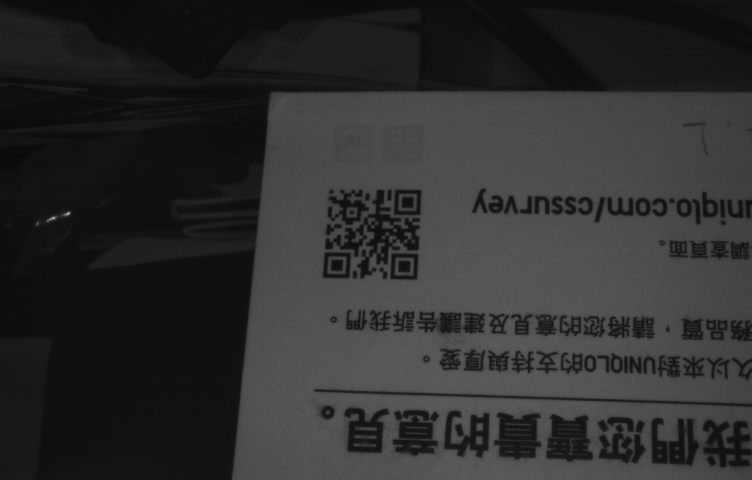 我們您寶貴的意見。
久以來對UNIQLO的支持與厚愛。
務品質，請將您的意見及建議告訴我們。
調查頁面。
uniqlo.com/cssurvey